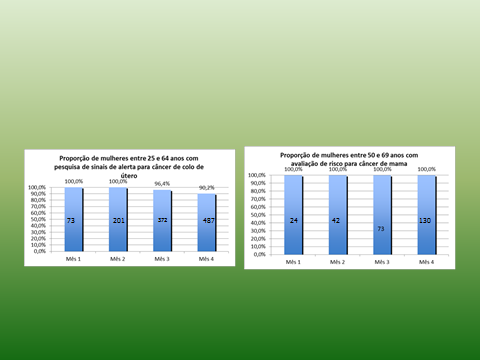 Proporção de mulheres entre 25 e 64 anos com
pesquisa de sinais de alerta para câncer de colo de
útero
100,0% 100,0% 96,4% 90,2%
100,0%
90,0%
80,0%
70,0%
60,0%
50,0%
40,0%
30,0%
20,0%
10,0%
0,0%
73 201 372 487
Mês 1 Mês 2 Mês 3 Mês 4
Proporção de mulheres entre 50 e 69 anos com
avaliação de risco para câncer de mama
100,0% 100,0% 100,0% 100,0%
100,0%
90,0%
80,0%
70,0%
60,0%
50,0%
40,0%
30,0%
20,0%
10,0%
0,0%
24 42 73 130
Mês 1 Mês 2 Mês 3 Mês 4